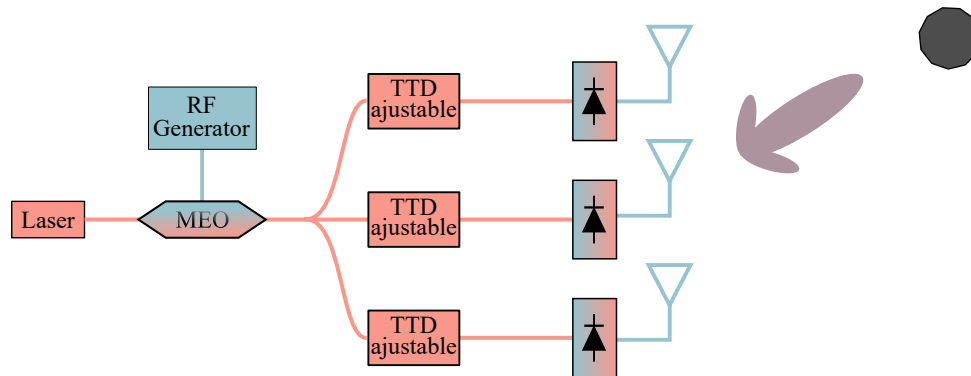 TTD
ajustable
RF
Generator
Laser
MEO
TTD
ajustable
TTD
ajustable